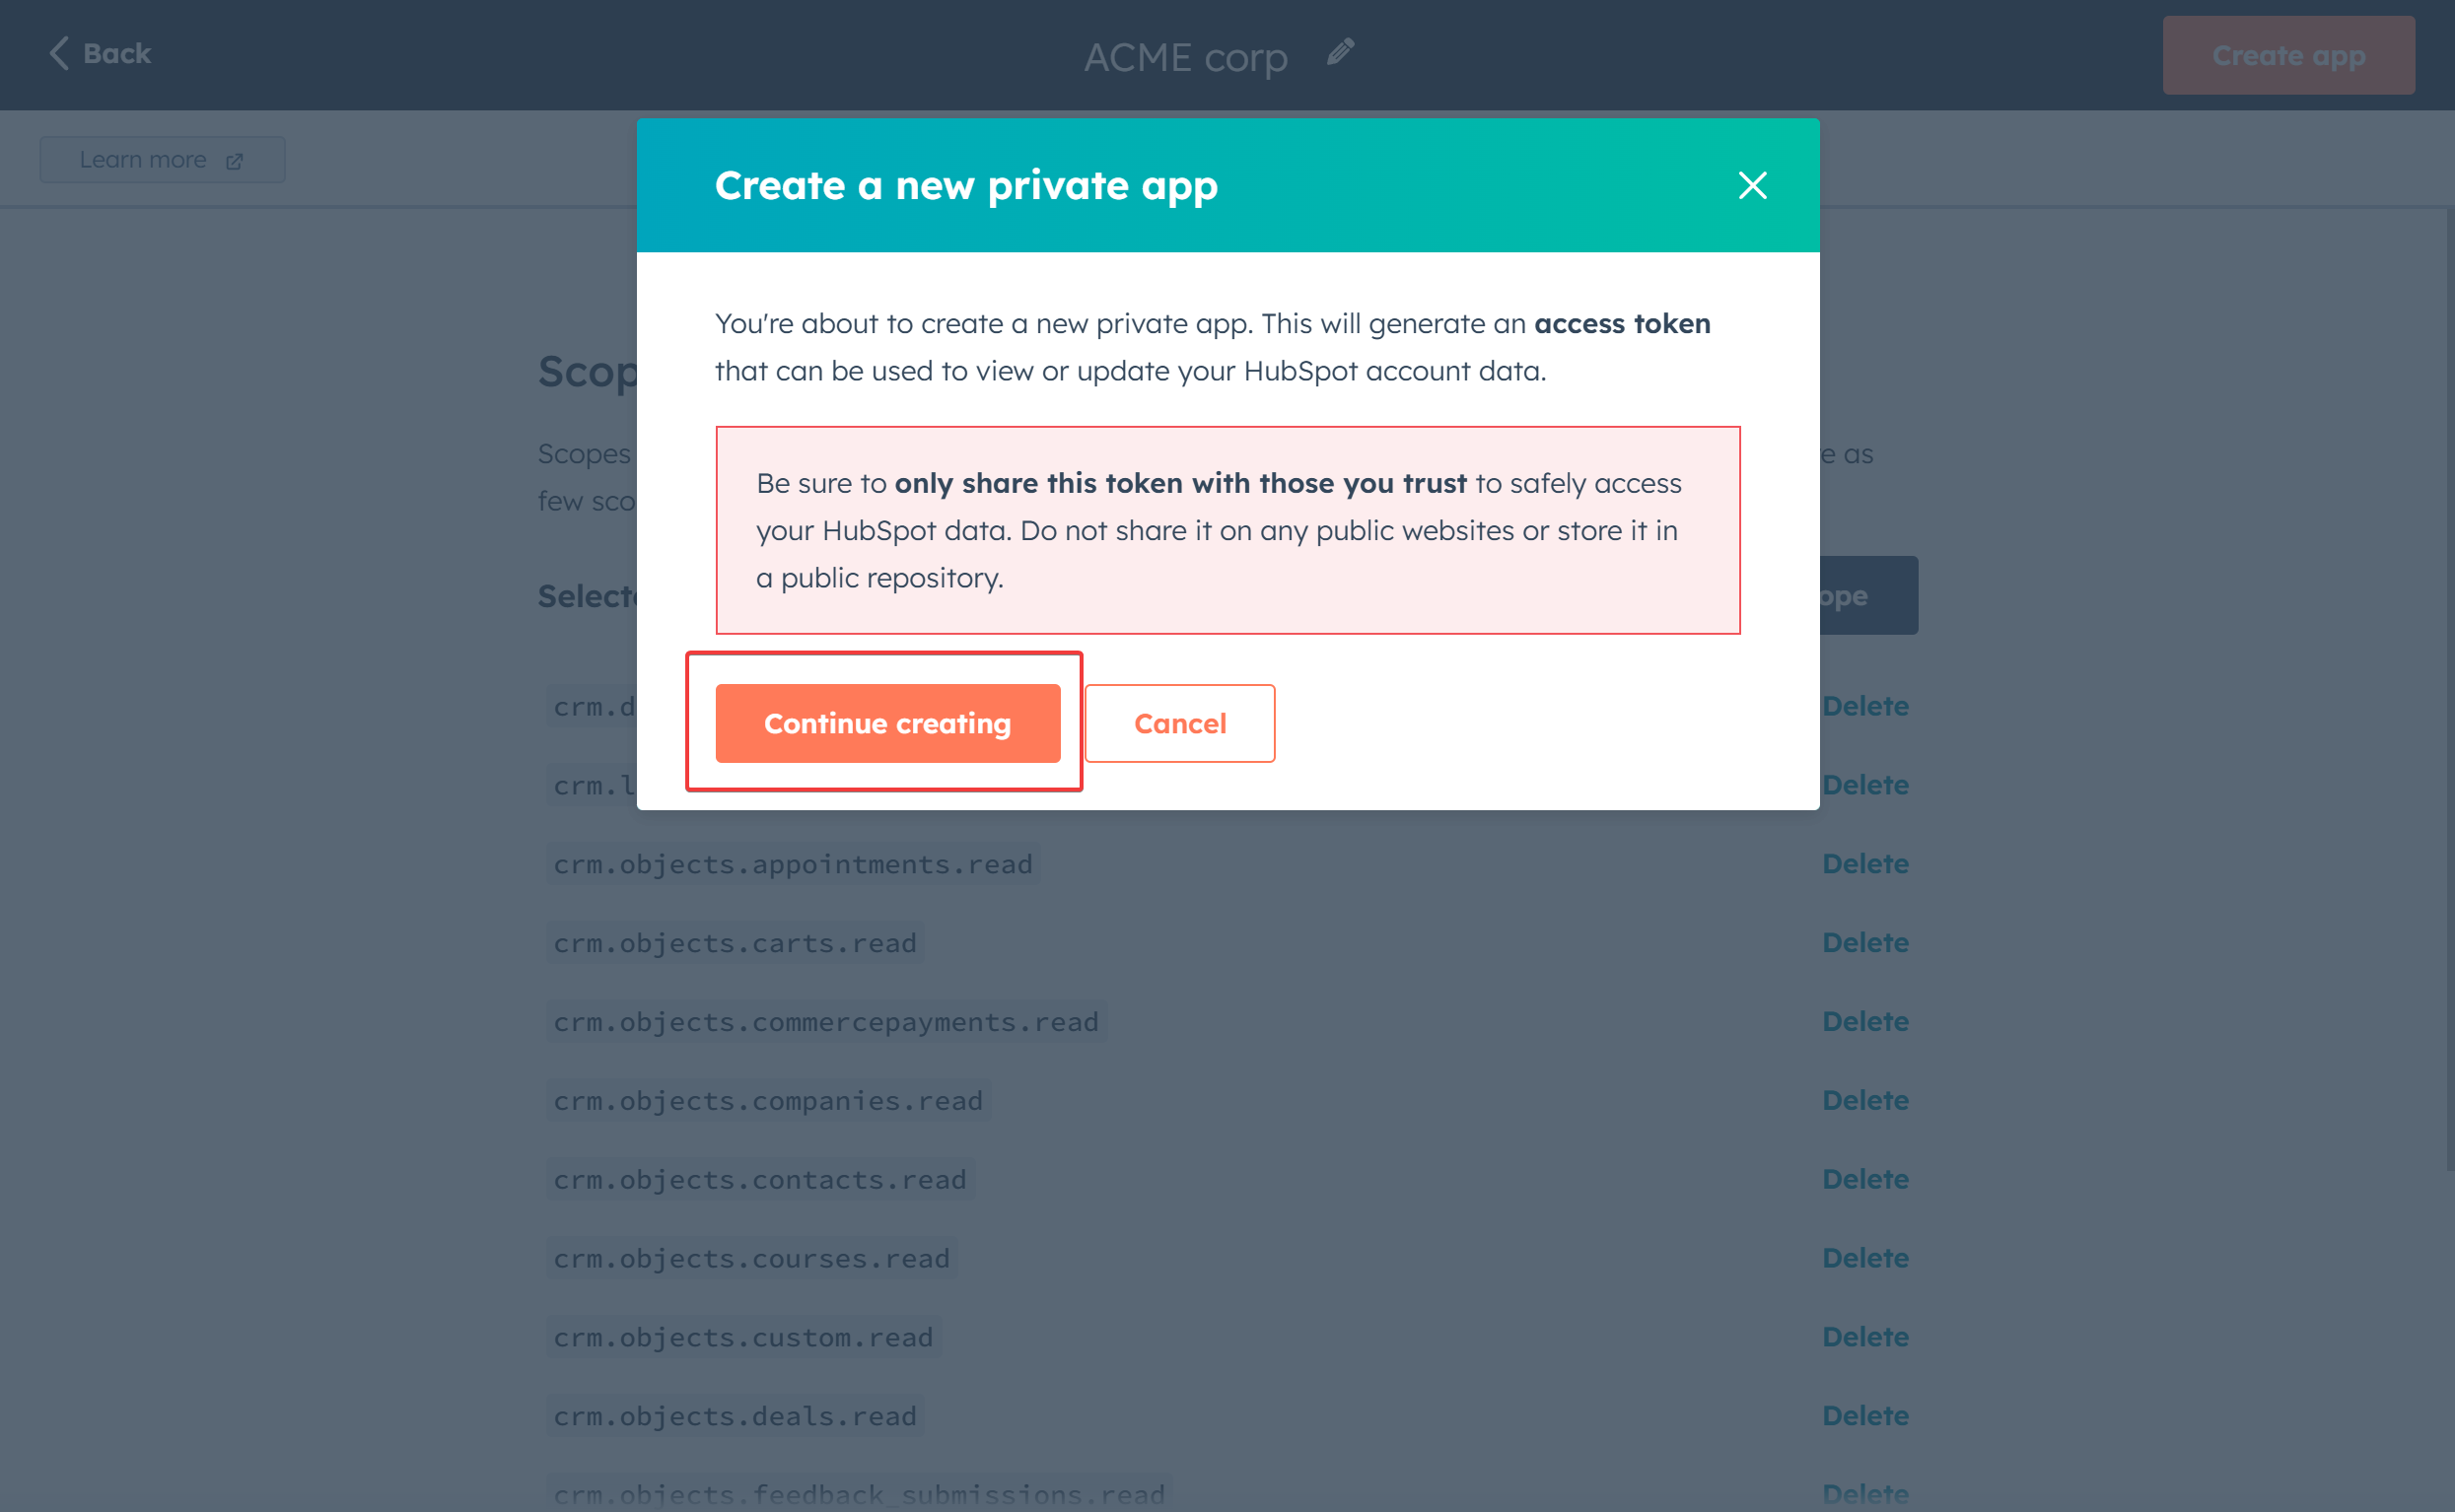 Back
ACME corp
Create app
Learn more
Create a new private app
You're about to create a new private app. This will generate an access token
that can be used to view or update your HubSpot account data.
Scop
Scopes
e as
few sco
Be sure to only share this token with those you trust to safely access
your HubSpot data. Do not share it on any public websites or store it in
a public repository.
Selecte
ope
Continue creating
Cancel
crm.d
Delete
crm.l
Delete
crm.objects.appointments.read
Delete
crm.objects.carts.read
Delete
crm.objects.commercepayments.read
Delete
crm.objects.companies.read
Delete
crm.objects.contacts.read
Delete
crm.objects.courses.read
Delete
crm.objects.custom.read
Delete
crm.objects.deals.read
Delete
crm.objects.feedback_submissions.read
Delete